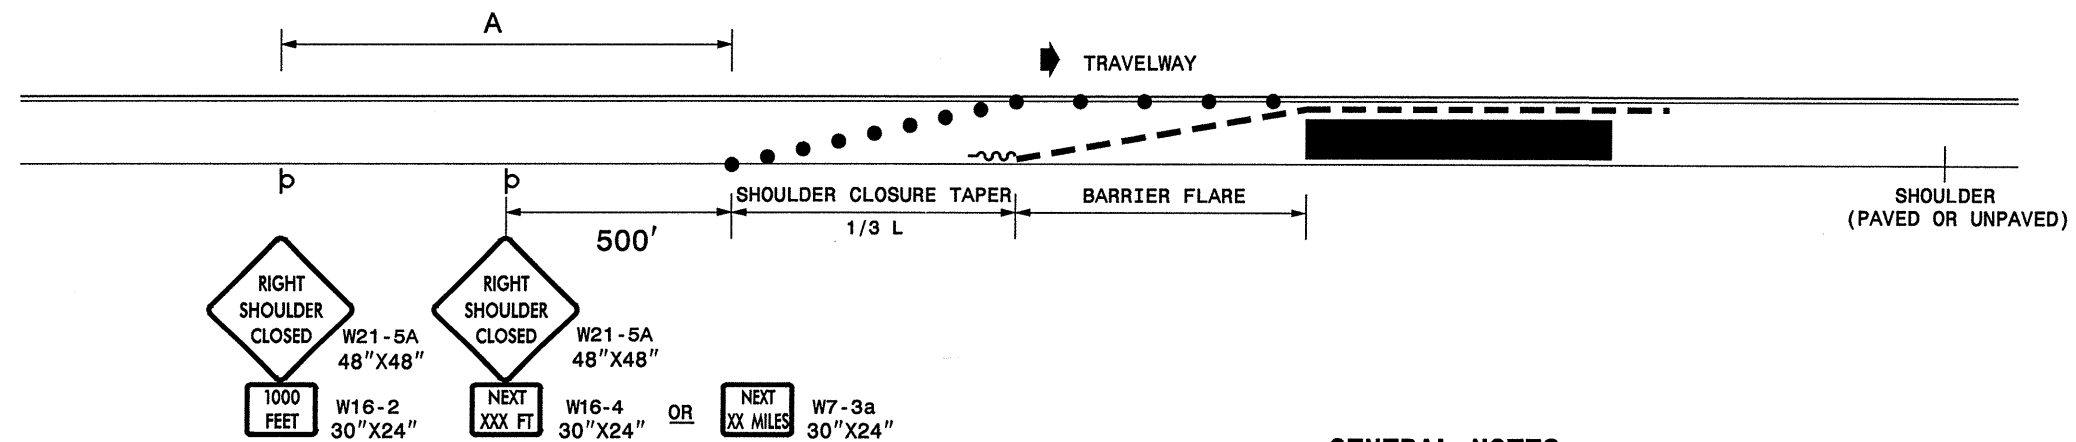 A
TRAVELWAY
SHOULDER CLOSURE TAPER
BARRIER FLARE
1/3 L
500'
SHOULDER
(PAVED OR UNPAVED)
RIGHT
SHOULDER
CLOSED
W21-5A
48"X48"
RIGHT
SHOULDER
CLOSED
W21-5A
48"X48"
1000
FEET
W16-2
30"X24"
NEXT
XXX FT
W16-4
30"X24"
OR
NEXT
XX MILES
W7-3a
30"X24"
GENERAL NOTES